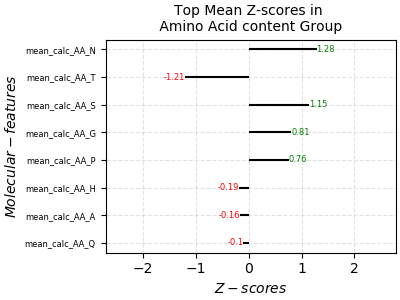 Top Mean Z-scores in
Amino Acid content Group
Molecular − features
mean_calc_AA_N 1.28
mean_calc_AA_T -1.21
mean_calc_AA_S 1.15
mean_calc_AA_G 0.81
mean_calc_AA_P 0.76
mean_calc_AA_H -0.19
mean_calc_AA_A -0.16
mean_calc_AA_Q -0.1
−2 −1 0 1 2
Z − scores